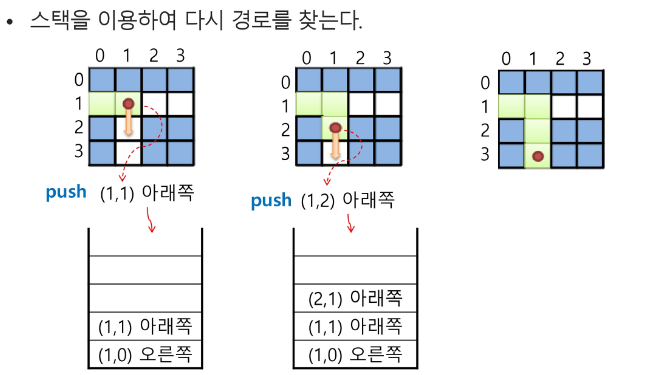 • 스택을 이용하여 다시 경로를 찾는다.
0 1 2 3
0
1
2
3
0 1 2 3
0
1
2
3
0 1 2 3
0
1
2
3
push (1,1) 아래쪽
push (1,2) 아래쪽
(1,1) 아래쪽
(1,0) 오른쪽
(2,1) 아래쪽
(1,1) 아래쪽
(1,0) 오른쪽